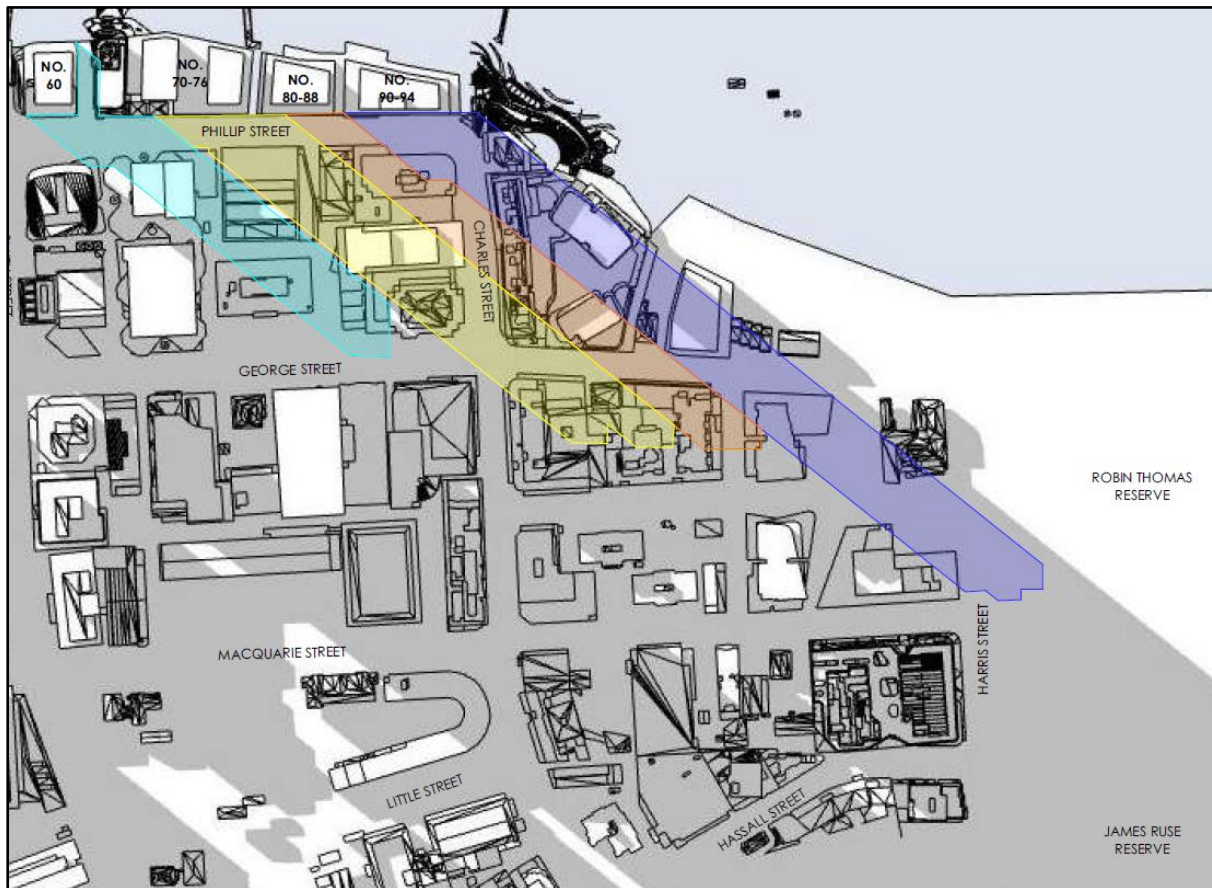 NO.
60
NO.
70-76
NO.
80-88
NO.
90-94
PHILLIP STREET
CHARLES STREET
GEORGE STREET
ROBIN THOMAS
RESERVE
MACQUARIE STREET
HARRIS STREET
LITTLE STREET
HASSALL STREET
JAMES RUSE
RESERVE